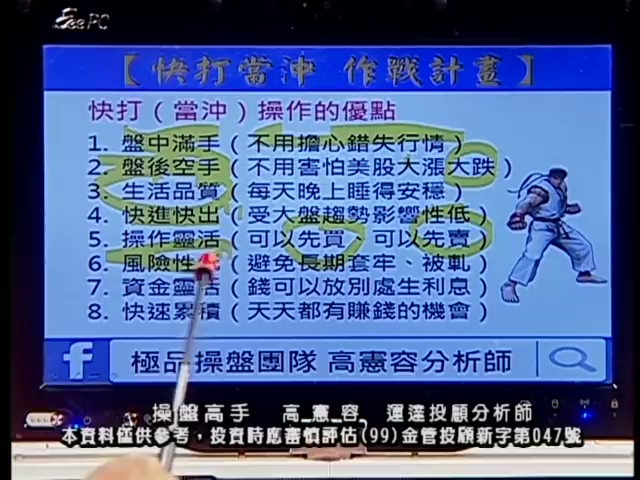 Eee PC
【快打當沖 作戰計畫】
快打（當沖）操作的優點
1. 盤中滿手（不用擔心錯失行情）
2. 盤後空手（不用害怕美股大漲大跌）
3. 生活品質（每天晚上睡得安穩）
4. 快進快出（受大盤趨勢影響性低）
5. 操作靈活（可以先買，可以先賣）
6. 風險性（避免長期套牢、被軋）
7. 資金靈活（錢可以放別處生利息）
8. 快速累積（天天都有賺錢的機會）
f 極品操盤團隊 高憲容分析師
操盤高手 高憲容 運達投顧分析師
本資料僅供參考，投資時應審慎評估(99)金管投顧新字第047號